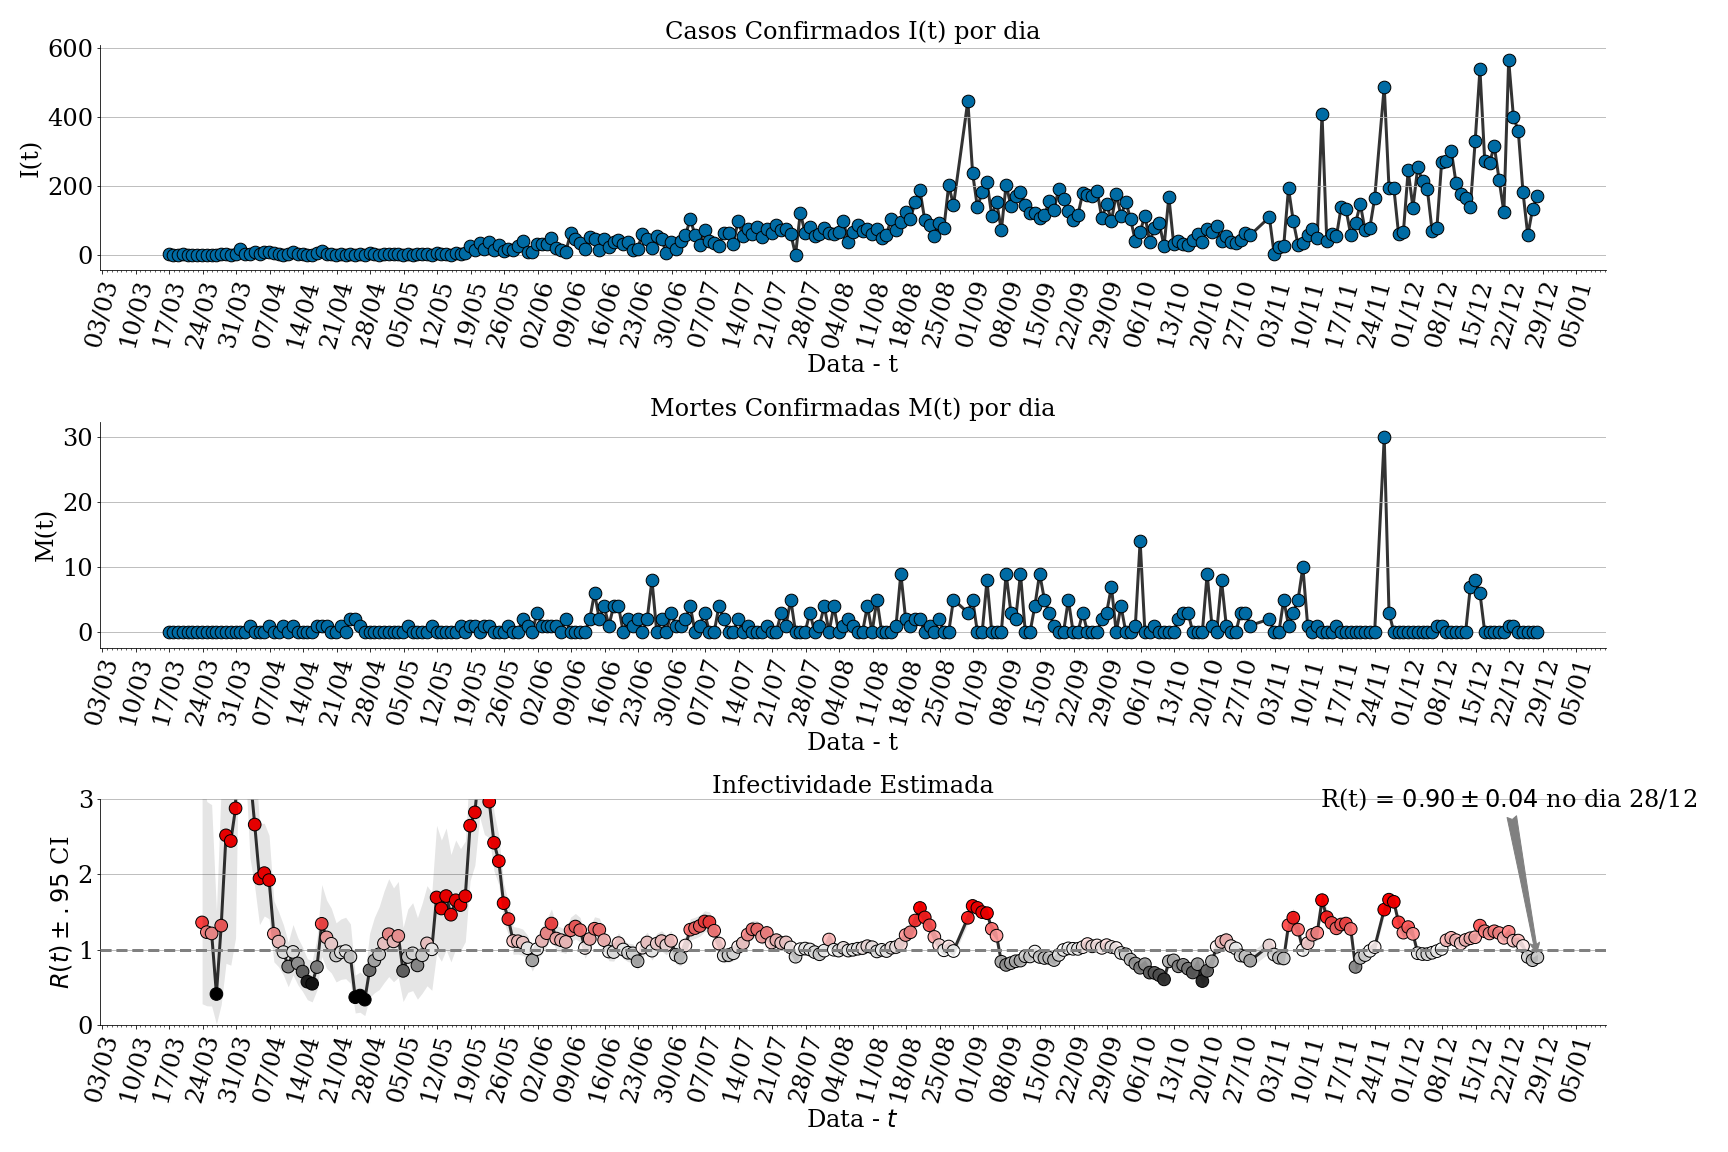 Casos Confirmados I(t) por dia
600
400
200
0
I(t)
03/03 10/03 17/03 24/03 31/03 07/04 14/04 21/04 28/04 05/05 12/05 19/05 26/05 02/06 09/06 16/06 23/06 30/06 07/07 14/07 21/07 28/07 04/08 11/08 18/08 25/08 01/09 08/09 15/09 22/09 29/09 06/10 13/10 20/10 27/10 03/11 10/11 17/11 24/11 01/12 08/12 15/12 22/12 29/12 05/01
Data - t
Mortes Confirmadas M(t) por dia
30
20
10
0
M(t)
03/03 10/03 17/03 24/03 31/03 07/04 14/04 21/04 28/04 05/05 12/05 19/05 26/05 02/06 09/06 16/06 23/06 30/06 07/07 14/07 21/07 28/07 04/08 11/08 18/08 25/08 01/09 08/09 15/09 22/09 29/09 06/10 13/10 20/10 27/10 03/11 10/11 17/11 24/11 01/12 08/12 15/12 22/12 29/12 05/01
Data - t
Infectividade Estimada
R(t) = 0.90 ± 0.04 no dia 28/12
3
2
1
0
R(t) ± .95 CI
03/03 10/03 17/03 24/03 31/03 07/04 14/04 21/04 28/04 05/05 12/05 19/05 26/05 02/06 09/06 16/06 23/06 30/06 07/07 14/07 21/07 28/07 04/08 11/08 18/08 25/08 01/09 08/09 15/09 22/09 29/09 06/10 13/10 20/10 27/10 03/11 10/11 17/11 24/11 01/12 08/12 15/12 22/12 29/12 05/01
Data - t